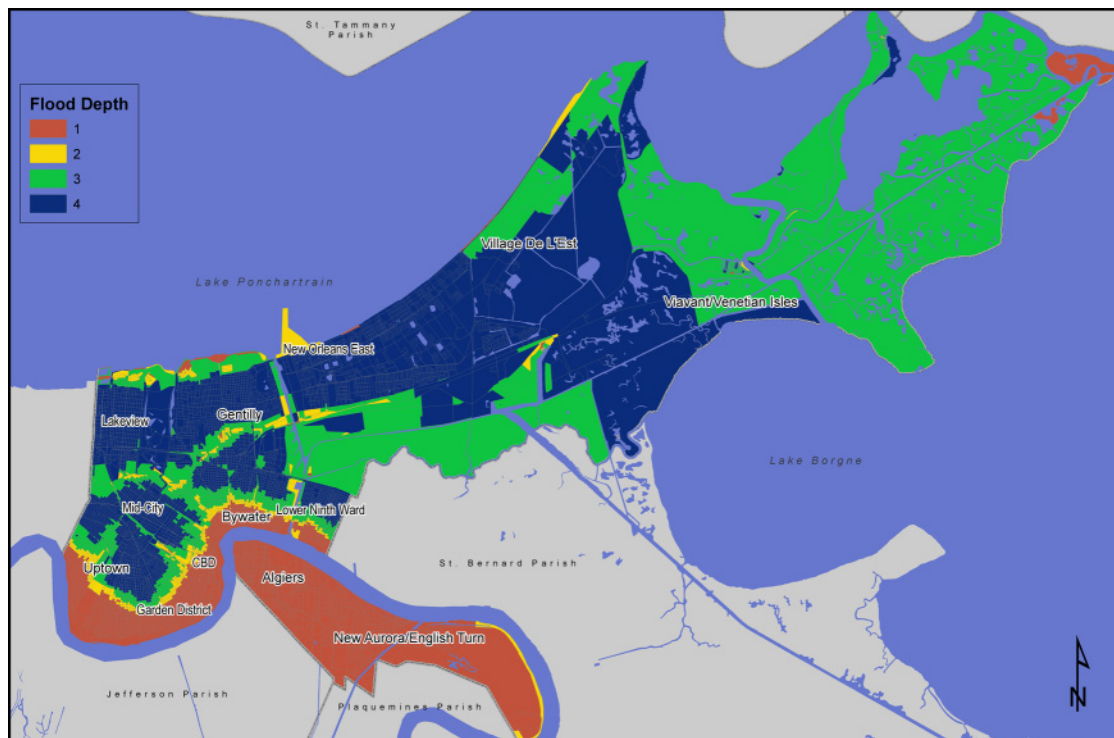 St. Tammany
Parish
Flood Depth
1
2
3
4
Village De L'Est
Lake Ponchartrain
Viavant/Venetian Isles
New Orleans East
Gentilly
Lakeview
Lake Borgne
Mid-City
Lower Ninth Ward
Bywater
CBD
Uptown
St. Bernard Parish
Algiers
Garden District
New Aurora/English Turn
Jefferson Parish
Plaquemines Parish
N